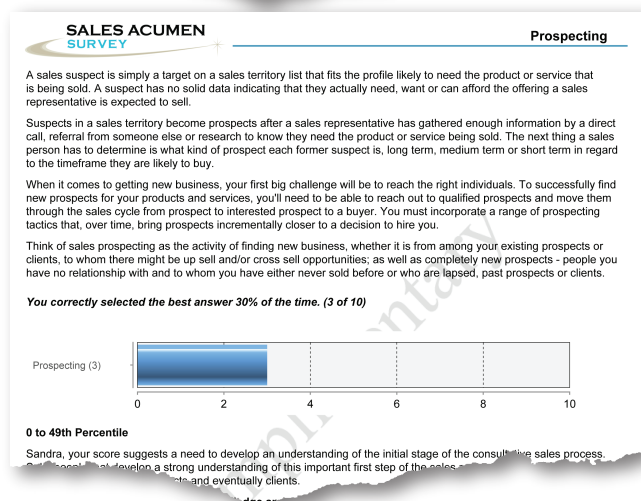 SALES ACUMEN
SURVEY
Prospecting
A sales suspect is simply a target on a sales territory list that fits the profile likely to need the product or service that
is being sold. A suspect has no solid data indicating that they actually need, want or can afford the offering a sales
representative is expected to sell.
Suspects in a sales territory become prospects after a sales representative has gathered enough information by a direct
call, referral from someone else or research to know they need the product or service being sold. The next thing a sales
person has to determine is what kind of prospect each former suspect is, long term, medium term or short term in regard
to the timeframe they are likely to buy.
When it comes to getting new business, your first big challenge will be to reach the right individuals. To successfully find
new prospects for your products and services, you'll need to be able to reach out to qualified prospects and move them
through the sales cycle from prospect to interested prospect to a buyer. You must incorporate a range of prospecting
tactics that, over time, bring prospects incrementally closer to a decision to hire you.
Think of sales prospecting as the activity of finding new business, whether it is from among your existing prospects or
clients, to whom there might be up sell and/or cross sell opportunities; as well as completely new prospects - people you
have no relationship with and to whom you have either never sold before or who are lapsed, past prospects or clients.
You correctly selected the best answer 30% of the time. (3 of 10)
Prospecting (3)
0 2 4 6 8 10
0 to 49th Percentile
Sandra, your score suggests a need to develop an understanding of the initial stage of the consultative sales process.
develop a strong understanding of this important first step of the sales
and eventually clients.